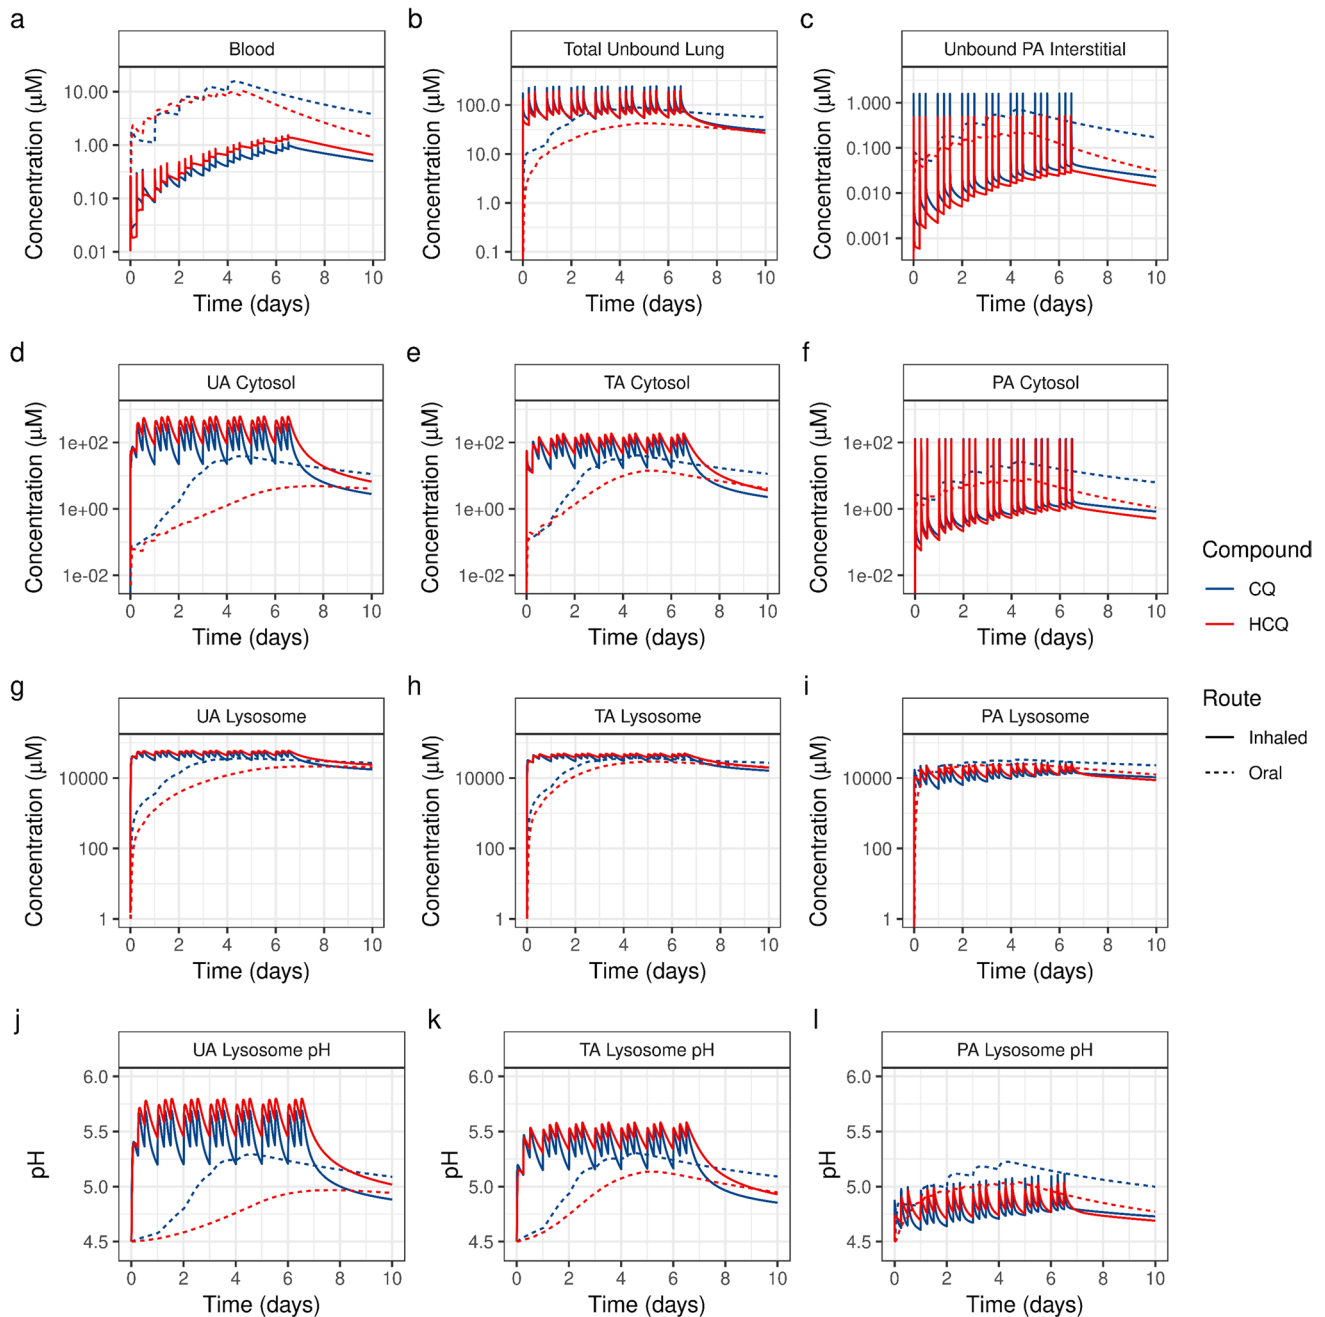 a
Blood
Concentration (μM)
10.00
1.00
0.10
0.01
0 2 4 6 8 10
Time (days)
b
Total Unbound Lung
Concentration (μM)
100.0
10.0
1.0
0.1
0 2 4 6 8 10
Time (days)
c
Unbound PA Interstitial
Concentration (μM)
1.000
0.100
0.010
0.001
0 2 4 6 8 10
Time (days)
d
UA Cytosol
Concentration (μM)
1e+02
1e+00
1e-02
0 2 4 6 8 10
Time (days)
e
TA Cytosol
Concentration (μM)
1e+02
1e+00
1e-02
0 2 4 6 8 10
Time (days)
f
PA Cytosol
Concentration (μM)
1e+02
1e+00
1e-02
0 2 4 6 8 10
Time (days)
g
UA Lysosome
Concentration (μM)
10000
100
1
0 2 4 6 8 10
Time (days)
h
TA Lysosome
Concentration (μM)
10000
100
1
0 2 4 6 8 10
Time (days)
i
PA Lysosome
Concentration (μM)
10000
100
1
0 2 4 6 8 10
Time (days)
j
UA Lysosome pH
pH
6.0
5.5
5.0
4.5
0 2 4 6 8 10
Time (days)
k
TA Lysosome pH
pH
6.0
5.5
5.0
4.5
0 2 4 6 8 10
Time (days)
l
PA Lysosome pH
pH
6.0
5.5
5.0
4.5
0 2 4 6 8 10
Time (days)
Compound
CQ
HCQ
Route
Inhaled
Oral